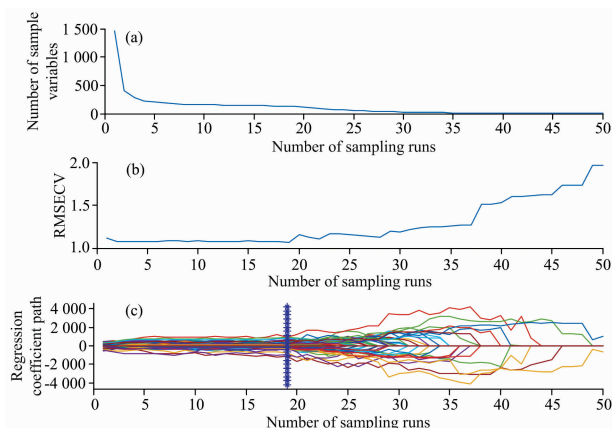 (a)
Number of sample
variables
1 500
1 000
500
0
0 5 10 15 20 25 30 35 40 45 50
Number of sampling runs
(b)
RMSECV
2.0
1.5
1.0
0 5 10 15 20 25 30 35 40 45 50
Number of sampling runs
(c)
Regression
coefficient path
4 000
2 000
0
-2 000
-4 000
0 5 10 15 20 25 30 35 40 45 50
Number of sampling runs